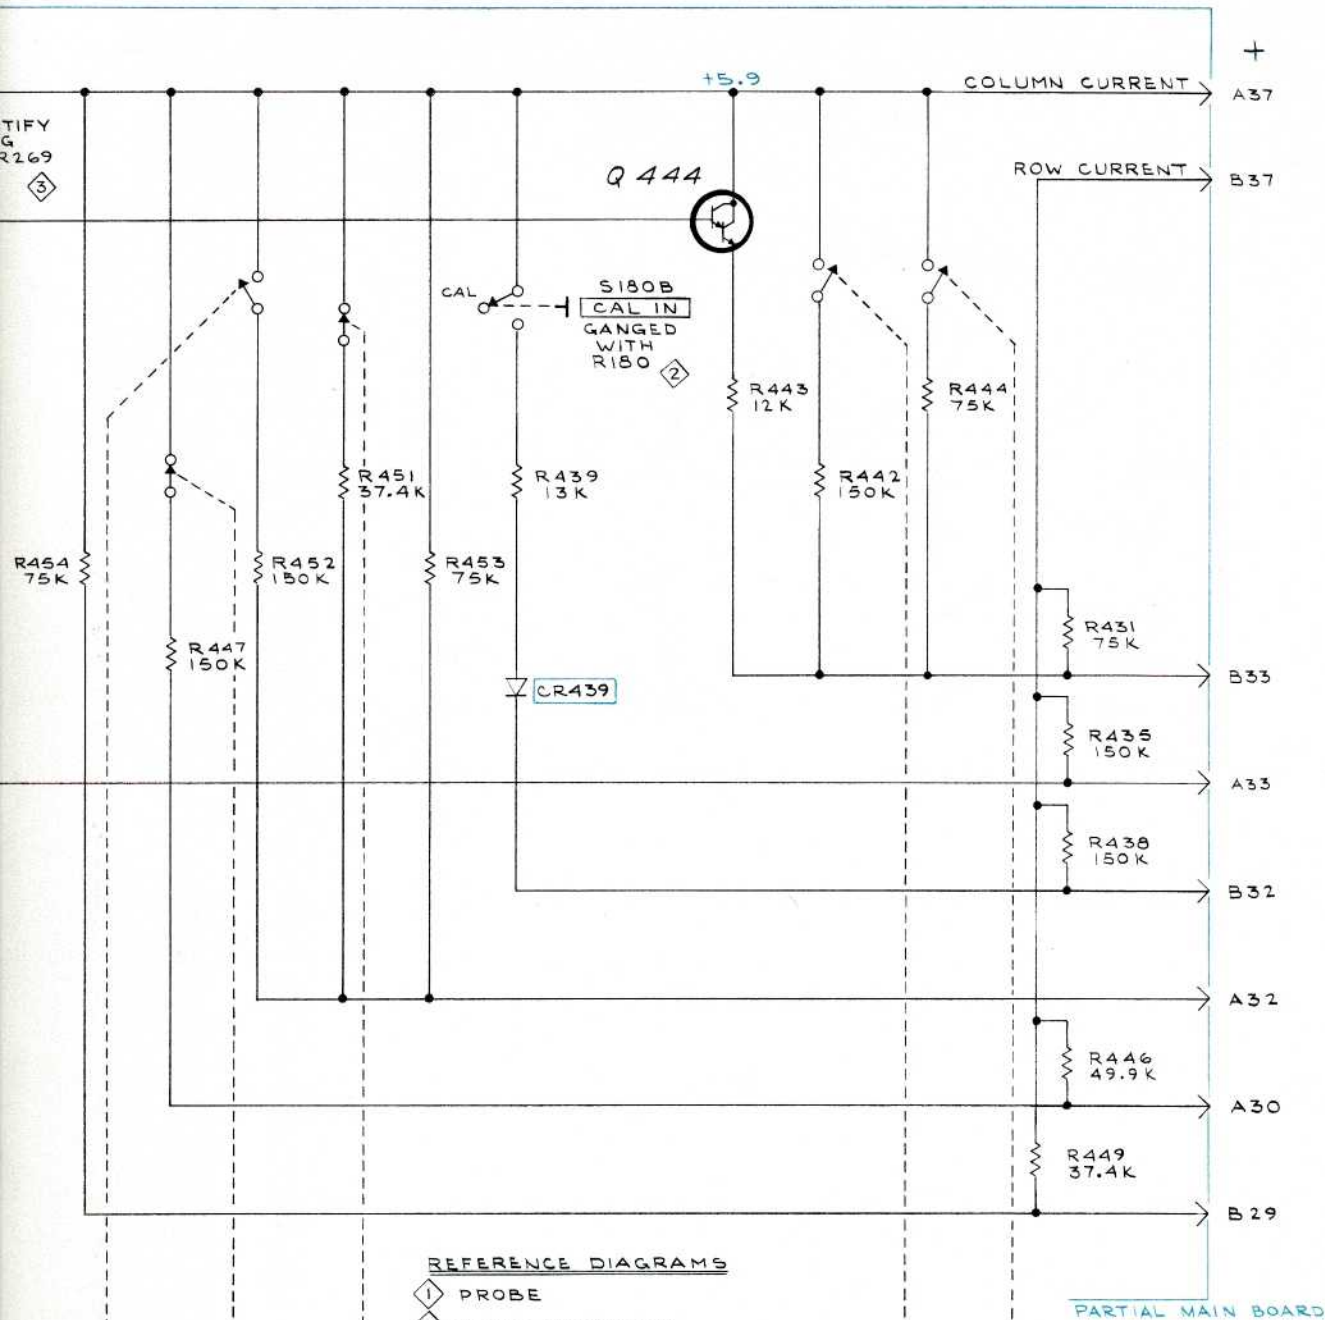 +
+5.9
COLUMN CURRENT
A37
TIFY
G
R269
3
ROW CURRENT
B37
Q444
CAL
S180B
CAL IN
GANGED
WITH
R180
2
R443
12K
R444
75K
R451
37.4K
R439
13K
R442
150K
R454
75K
R452
150K
R453
75K
R431
75K
R447
150K
B33
CR439
R435
150K
A33
R438
150K
B32
A32
R446
49.9K
A30
R449
37.4K
B29
REFERENCE DIAGRAMS
1 PROBE
PARTIAL MAIN BOARD